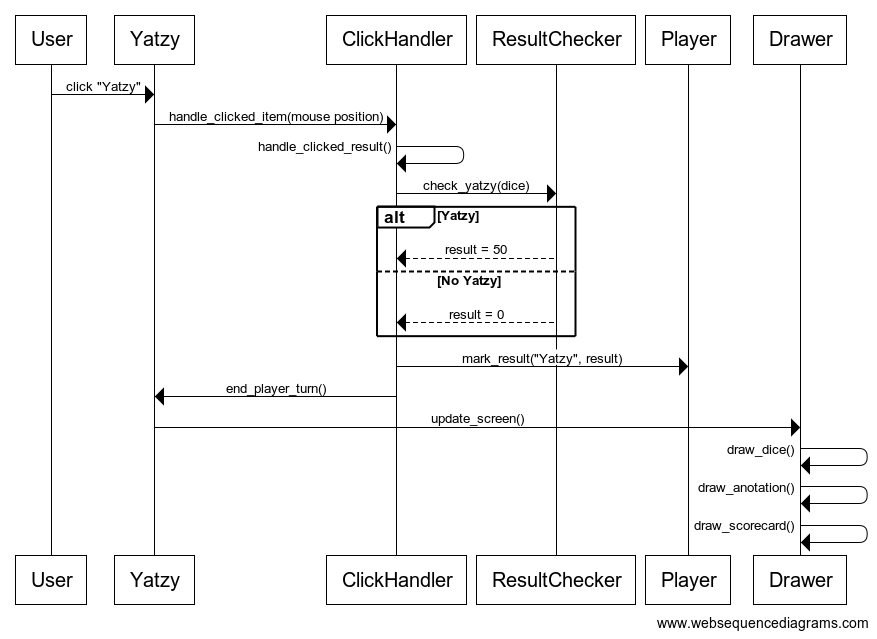 User Yatzy ClickHandler ResultChecker Player Drawer
click "Yatzy"
handle_clicked_item(mouse position)
handle_clicked_result()
check_yatzy(dice)
alt [Yatzy]
result = 50
[No Yatzy]
result = 0
mark_result("Yatzy", result)
end_player_turn()
update_screen()
draw_dice()
draw_anotation()
draw_scorecard()
User Yatzy ClickHandler ResultChecker Player Drawer
www.websequencediagrams.com